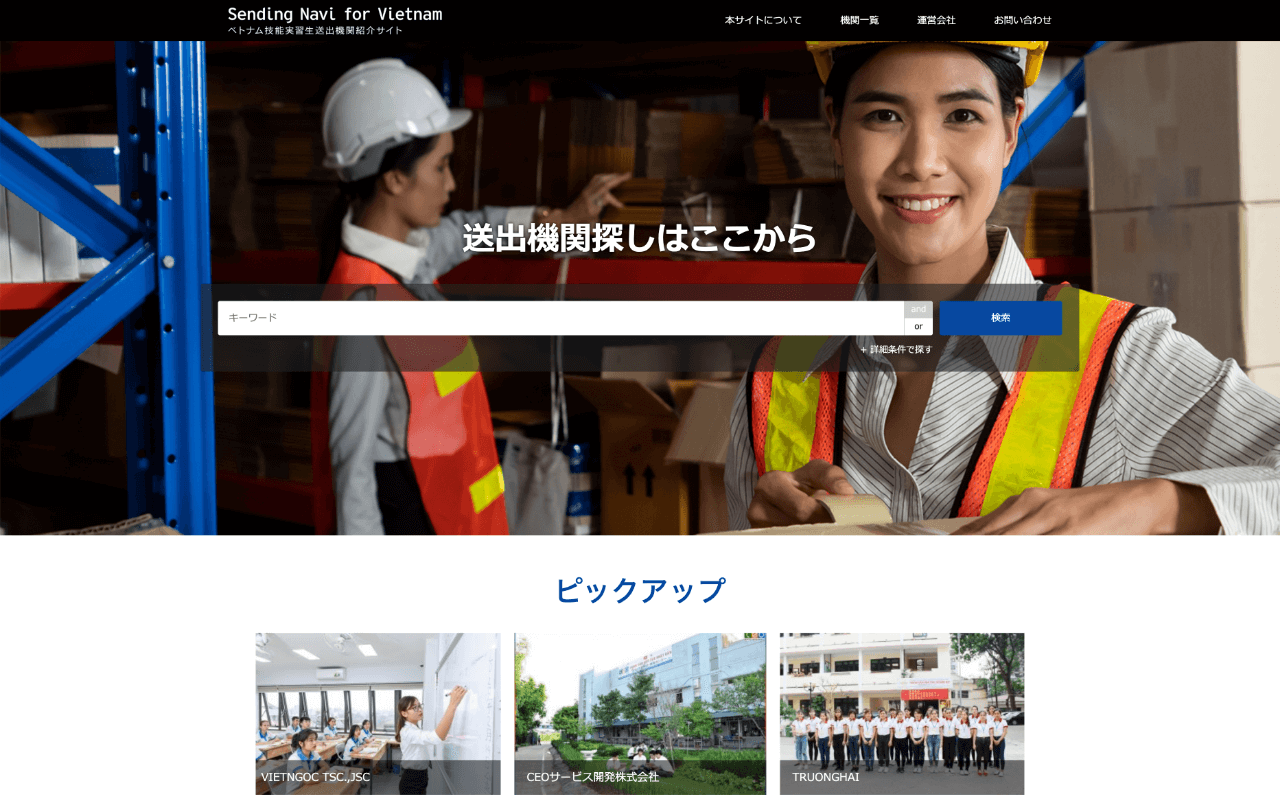 Sending Navi for Vietnam
ベトナム技能実習生送出機関紹介サイト
本サイトについて
機関一覧
運営会社
お問い合わせ
送出機関探しはここから
キーワード
and
or
検索
+ 詳細条件で探す
ピックアップ
VIETNGOC TSC.,JSC
CEOサービス開発株式会社
TRUONGHAI